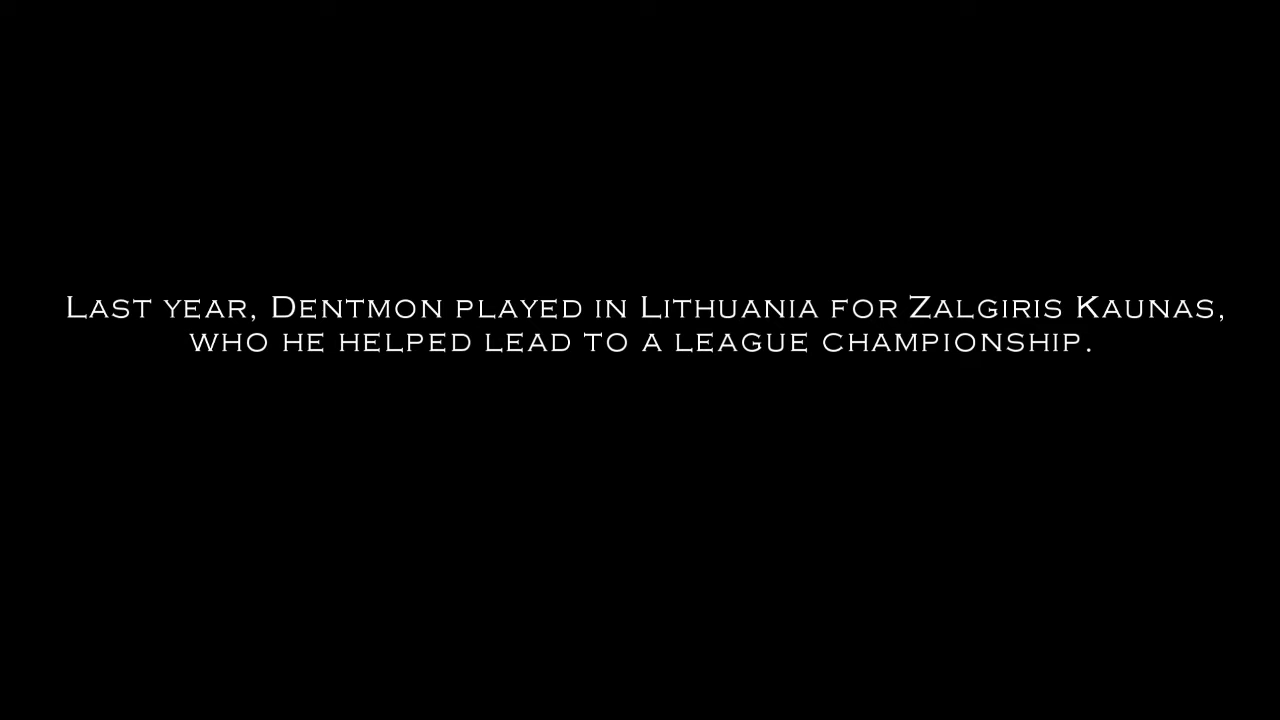 Last year, Dentmon played in Lithuania for Zalgiris Kaunas,
who he helped lead to a league championship.